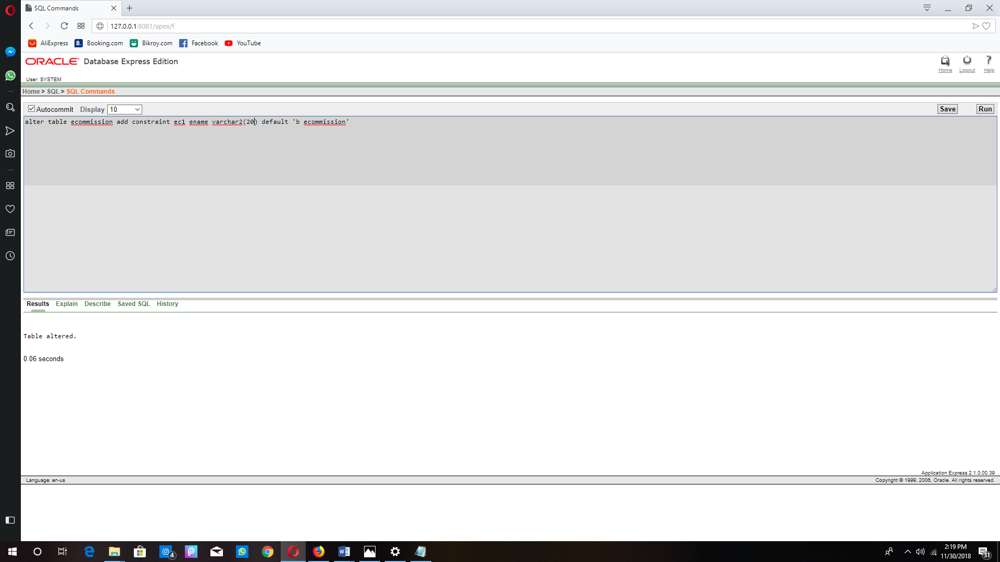 SQL Commands
127.0.0.1:8081/apex/f
AliExpress B. Booking.com Bikroy.com Facebook YouTube
ORACLE Database Express Edition
Home Logout Help
User: SYSTEM
Home > SQL > SQL Commands
Autocommit Display 10 Save Run
alter table ecommission add constraint ec1 ename varchar2(20) default 'b ecommission'
Results Explain Describe Saved SQL History
Table altered.
0.06 seconds
Application Express 2.1.0.00.39
Language: en-us Copyright © 1999, 2006, Oracle. All rights reserved.
4
2:19 PM
11/30/2018
31